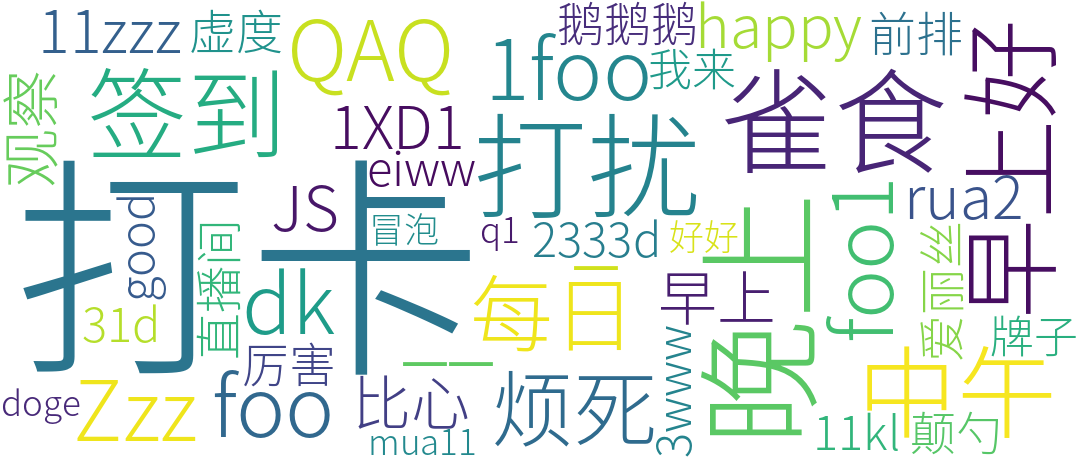 11zzz
虚度
QAQ
鹅鹅鹅
happy
前排
早上好
观察
签到
1foo
我来
雀食
1XD1
打扰
eiww
打卡
JS
冒泡
q1
2333d
好好
晚上
foo1
rua2
爱丽丝
good
直播间
31d
dk
每日
早上
牌子
一一
厉害
doge
Zzz
foo
比心
mua11
烦死
3wwww
中午
11kl
颠勺